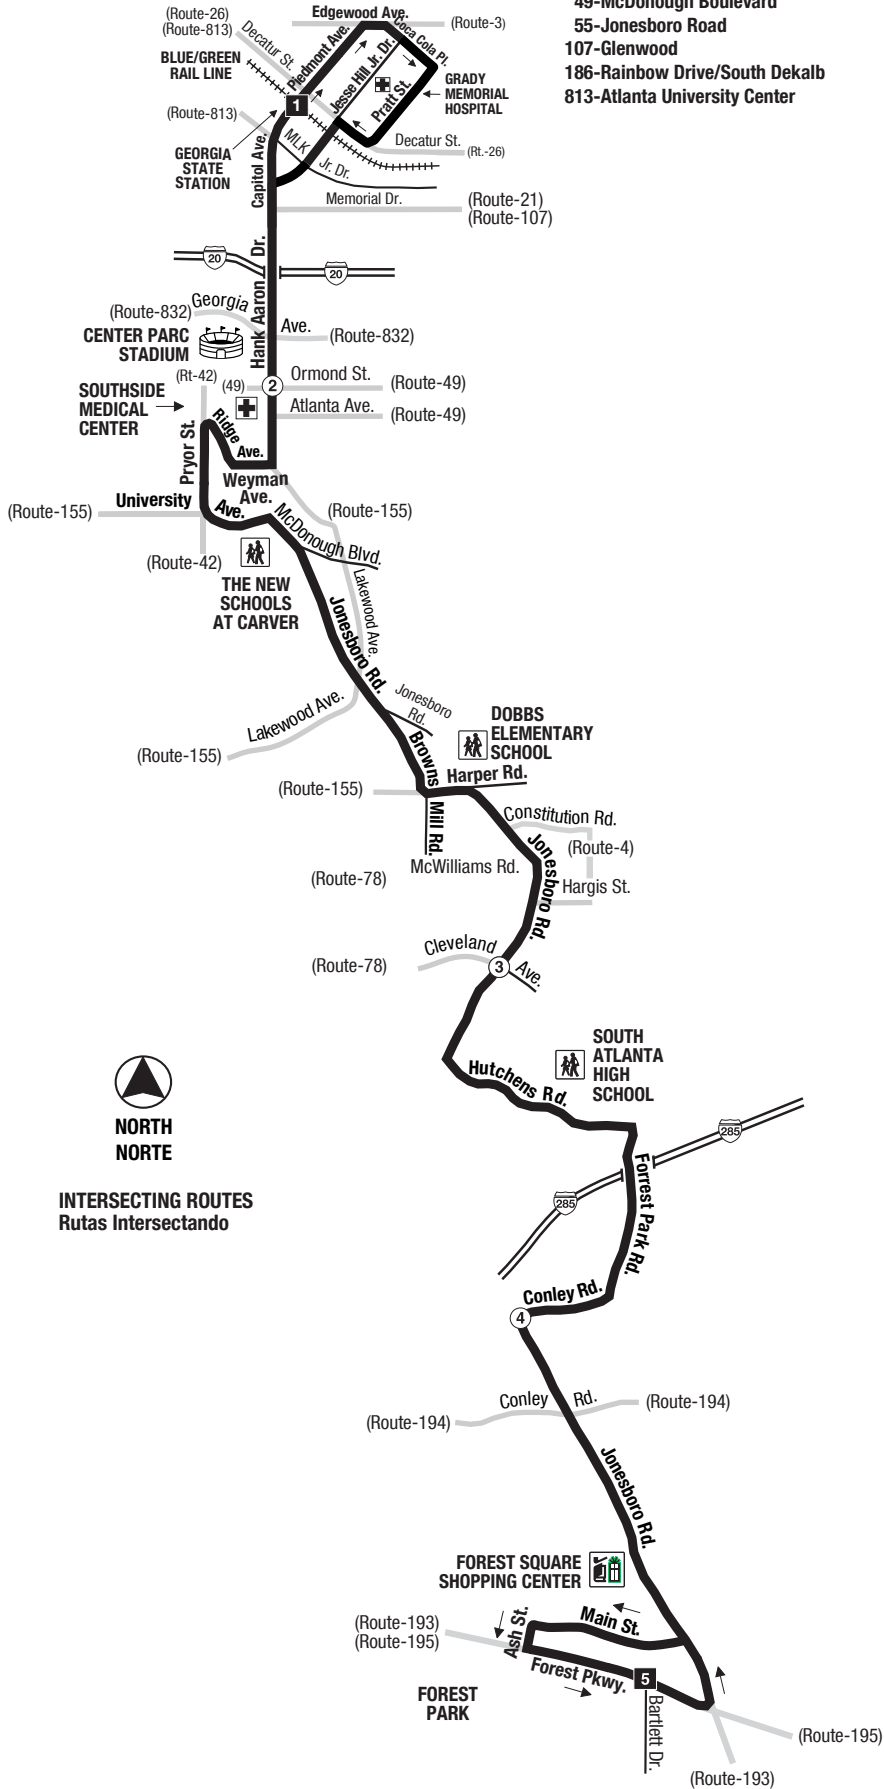 49-McDonough Boulevard
55-Jonesboro Road
107-Glenwood
186-Rainbow Drive/South Dekalb
813-Atlanta University Center
(Route-26)
(Route-813)
Edgewood Ave.
(Route-3)
Coca Cola Pl.
Decatur St.
Piedmont Ave.
Jesse Hill Jr. Dr.
BLUE/GREEN
RAIL LINE
Pratt St.
GRADY
MEMORIAL
HOSPITAL
1
(Route-813)
MLK
Jr. Dr.
Decatur St.
(Rt.-26)
GEORGIA
STATE
STATION
Capitol Ave.
Memorial Dr.
(Route-21)
(Route-107)
Hank Aaron Dr.
20
20
(Route-832)
Georgia
Ave.
(Route-832)
CENTER PARC
STADIUM
(Rt-42)
(49)
2
Ormond St.
(Route-49)
Atlanta Ave.
(Route-49)
SOUTHSIDE
MEDICAL
CENTER
Pryor St.
Ridge
Ave.
Weyman
Ave.
University
Ave.
(Route-155)
(Route-155)
McDonough Blvd.
(Route-42)
THE NEW
SCHOOLS
AT CARVER
Lakewood Ave.
Jonesboro Rd.
Lakewood Ave.
(Route-155)
Jonesboro
Rd.
DOBBS
ELEMENTARY
SCHOOL
Browns
Mill Rd.
Harper Rd.
(Route-155)
Constitution Rd.
(Route-4)
McWilliams Rd.
(Route-78)
Jonesboro Rd.
Hargis St.
Cleveland
Ave.
(Route-78)
3
Hutchens Rd.
SOUTH
ATLANTA
HIGH
SCHOOL
NORTH
NORTE
INTERSECTING ROUTES
Rutas Intersectando
285
285
Forrest Park Rd.
Conley Rd.
4
Conley
Rd.
(Route-194)
(Route-194)
Jonesboro Rd.
FOREST SQUARE
SHOPPING CENTER
Main St.
Ash St.
(Route-193)
(Route-195)
Forest Pkwy.
5
FOREST
PARK
Bartlett Dr.
(Route-195)
(Route-193)